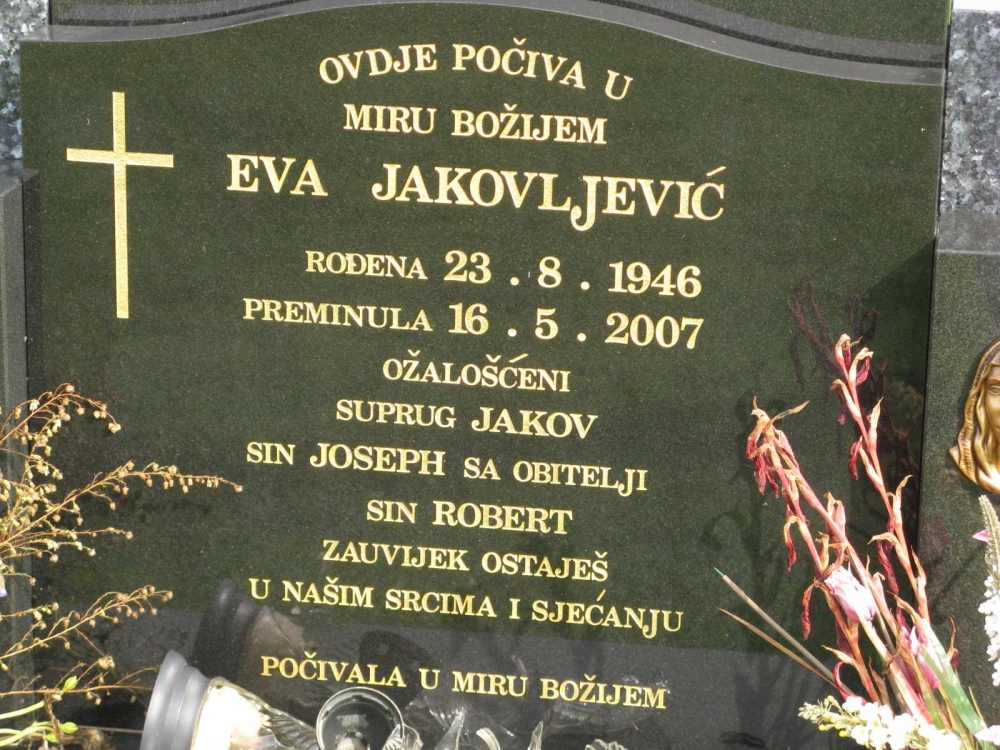 OVDJE POČIVA U
MIRU BOŽIJEM
EVA JAKOVLJEVIĆ
ROĐENA 23 . 8 . 1946
PREMINULA 16 . 5 . 2007
OŽALOŠĆENI
SUPRUG JAKOV
SIN JOSEPH SA OBITELJI
SIN ROBERT
ZAUVIJEK OSTAJEŠ
U NAŠIM SRCIMA I SJEĆANJU
POČIVALA U MIRU BOŽIJEM